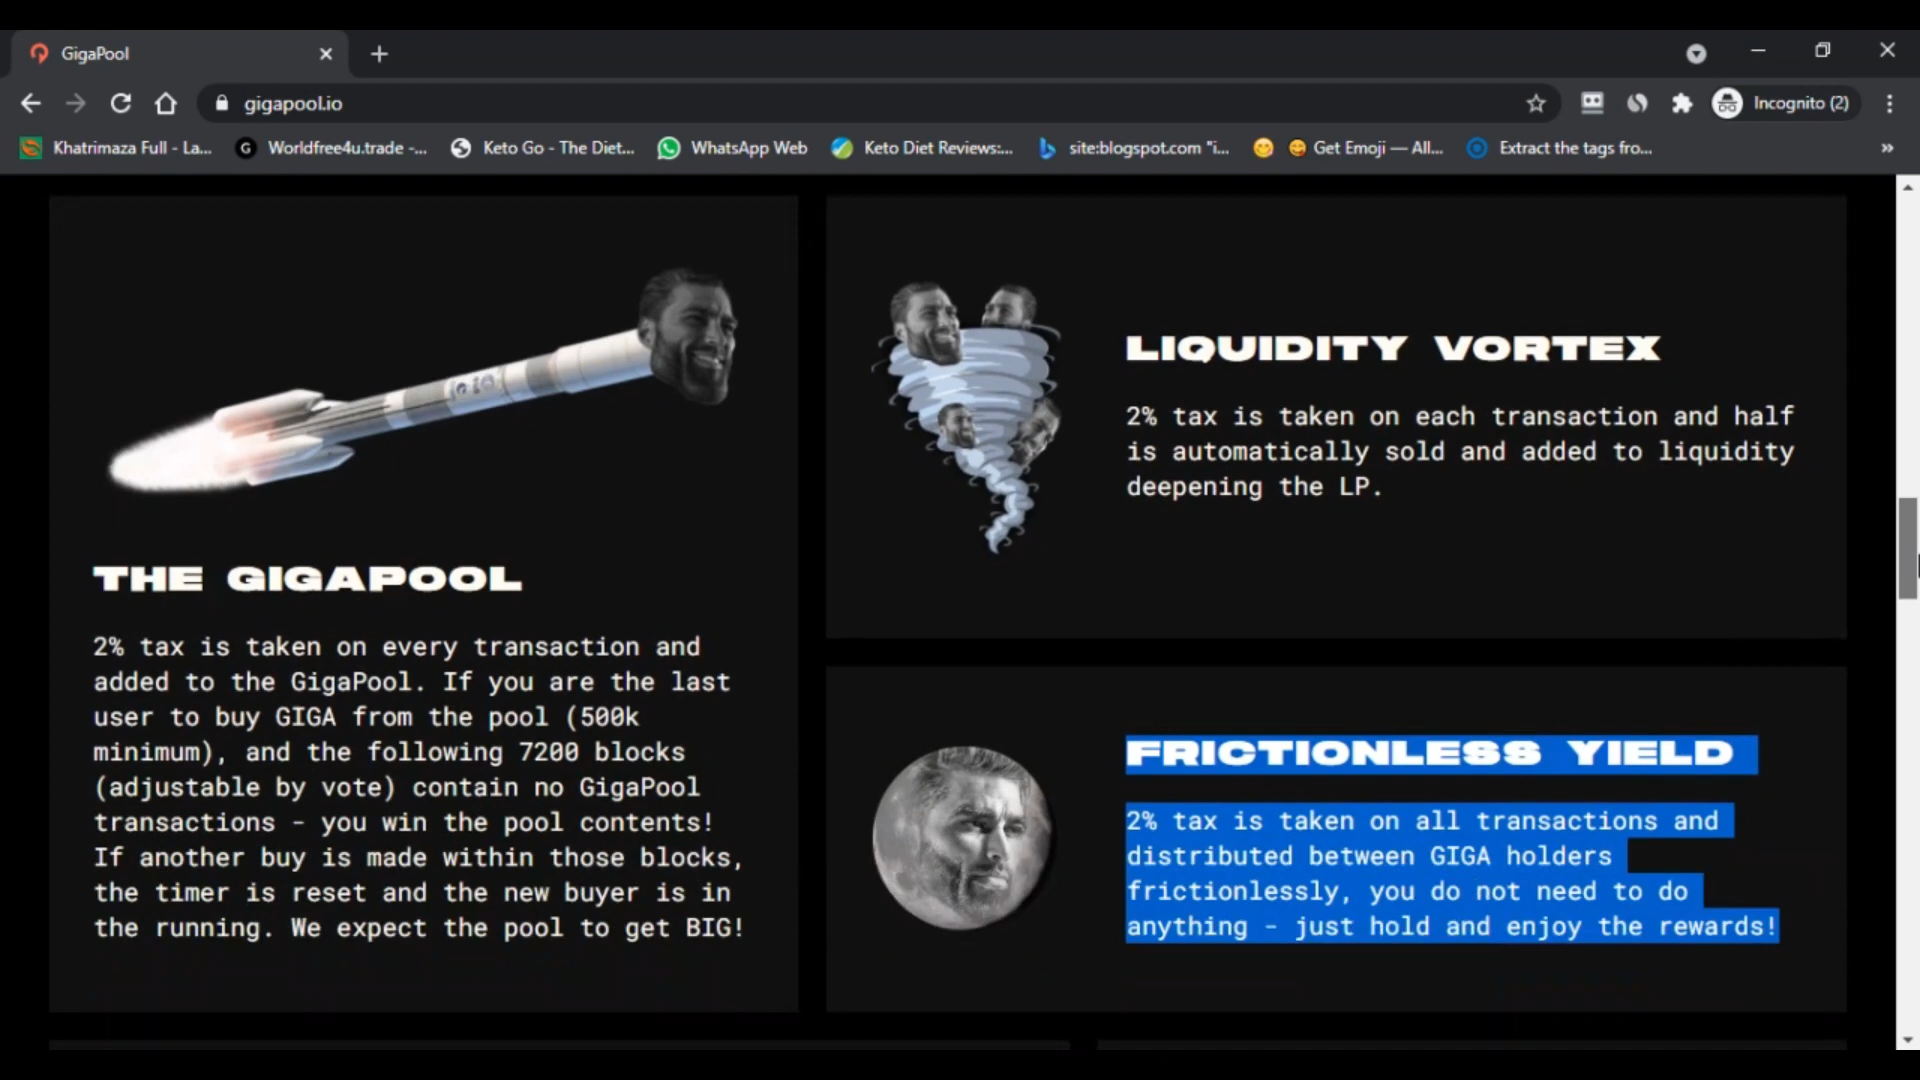 GigaPool
gigapool.io
Incognito (2)
Khatrimaza Full - La...
Worldfree4u.trade -...
Keto Go - The Diet...
WhatsApp Web
Keto Diet Reviews:...
site:blogspot.com "i...
Get Emoji — All...
Extract the tags fro...
»
THE GIGAPOOL
2% tax is taken on every transaction and
added to the GigaPool. If you are the last
user to buy GIGA from the pool (500k
minimum), and the following 7200 blocks
(adjustable by vote) contain no GigaPool
transactions - you win the pool contents!
If another buy is made within those blocks,
the timer is reset and the new buyer is in
the running. We expect the pool to get BIG!
LIQUIDITY VORTEX
2% tax is taken on each transaction and half
is automatically sold and added to liquidity
deepening the LP.
FRICTIONLESS YIELD
2% tax is taken on all transactions and
distributed between GIGA holders
frictionlessly, you do not need to do
anything - just hold and enjoy the rewards!